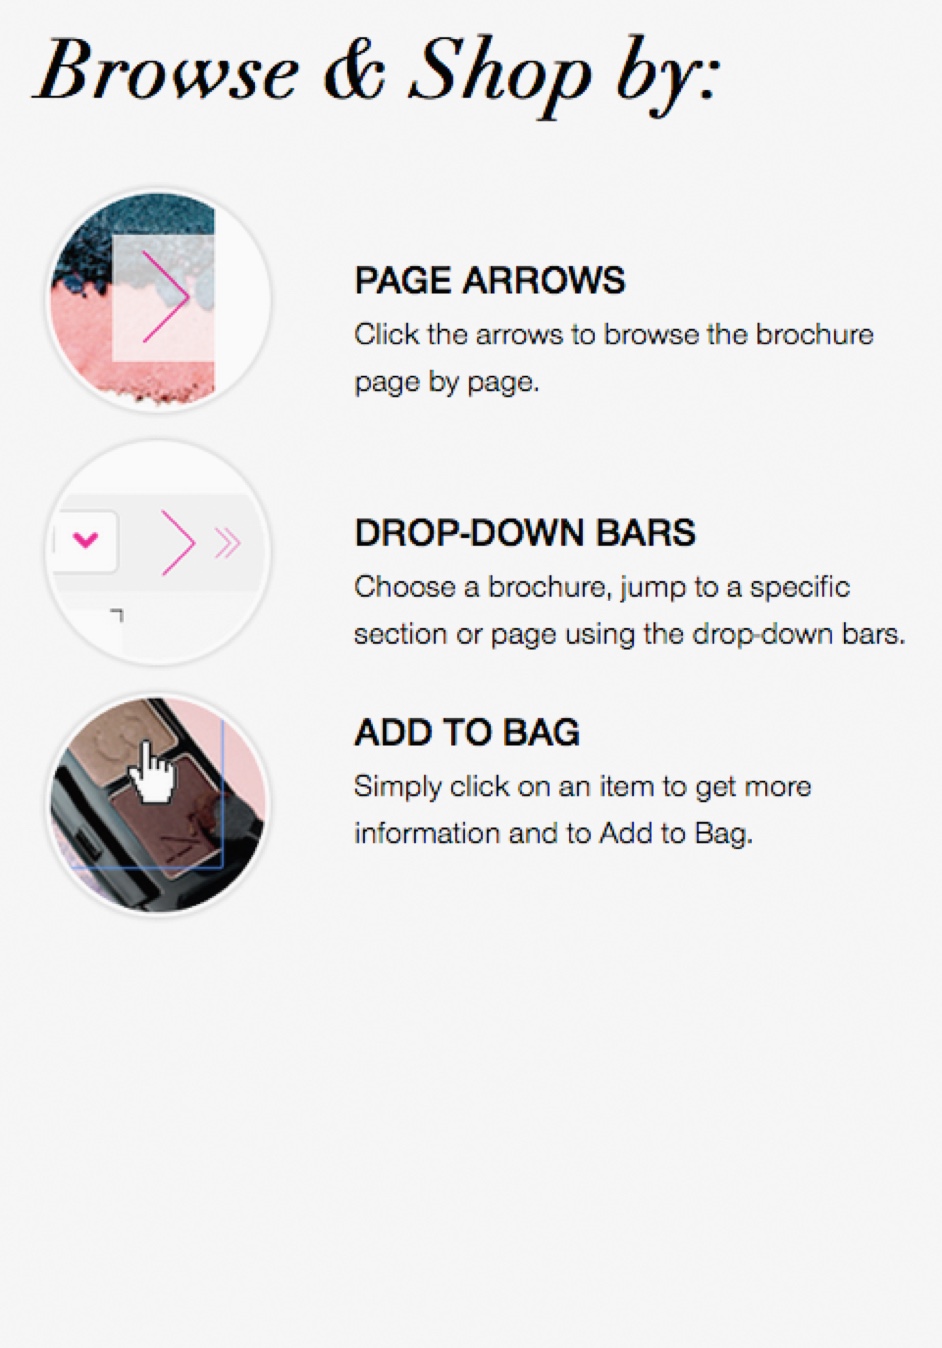 Browse & Shop by:
PAGE ARROWS
Click the arrows to browse the brochure
page by page.
DROP-DOWN BARS
Choose a brochure, jump to a specific
section or page using the drop-down bars.
ADD TO BAG
Simply click on an item to get more
information and to Add to Bag.